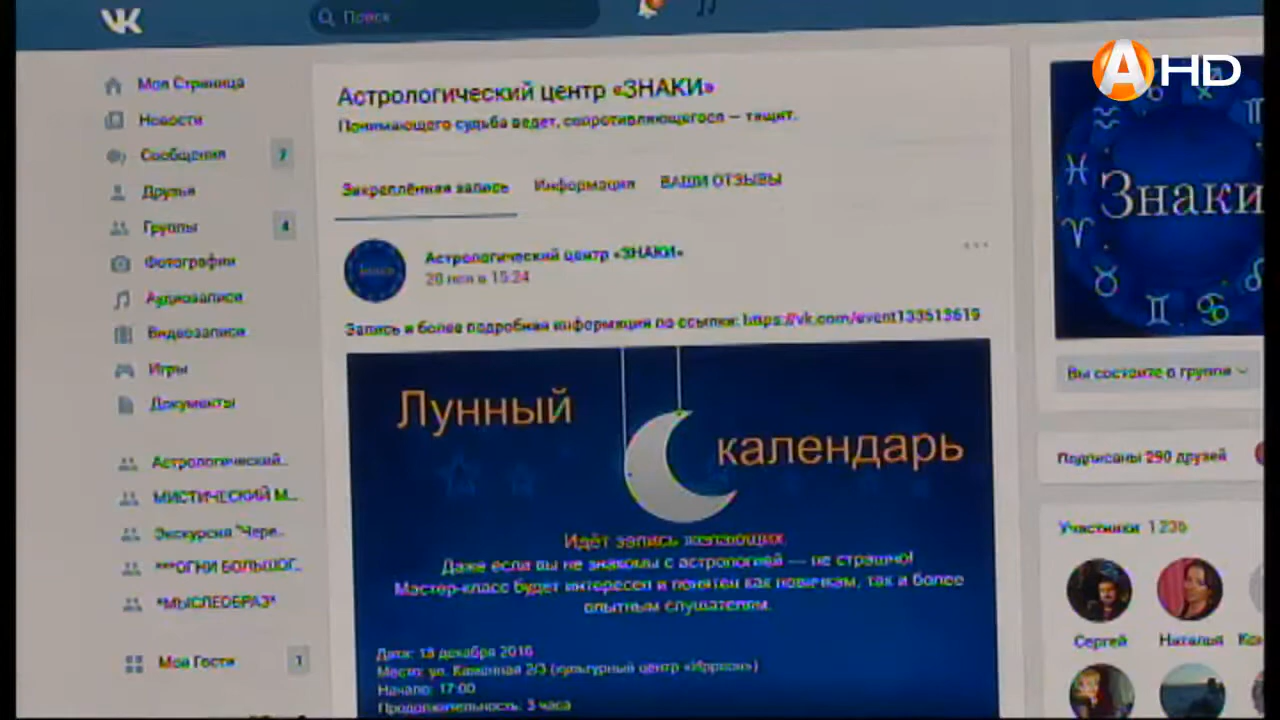 VK
Поиск
A HD
Моя Страница
Новости
Сообщения 7
Друзья
Группы 4
Фотографии
Аудиозаписи
Видеозаписи
Игры
Документы
Астрологический..
МИСТИЧЕСКИЙ М...
Экскурсия "Чере..
***ОГНИ БОЛЬШОГ..
*МЫСЛЕОБРАЗ*
Мои Гости 1
Астрологический центр «ЗНАКИ»
Понимающего судьба ведет, сопротивляющегося — тащит.
Закреплённая запись Информация ВАШИ ОТЗЫВЫ
Знаки
Астрологический центр «ЗНАКИ»
20 ноя в 15:24
Запись и более подробная информация по ссылке: https://vk.com/event133513619
Лунный
календарь
Идёт запись желающих
Даже если вы не знакомы с астрологией — не страшно!
Мастер-класс будет интересен и понятен как новичкам, так и более
опытным слушателям.
Дата: 13 декабря 2016
Место: ул. Каменная 2/3 (культурный центр
Начало: 17:00
Продолжительность: 3 часа
Знаки
Вы состоите в группе
Подписаны 290 друзей
Участники 1 236
Сергей Наталья